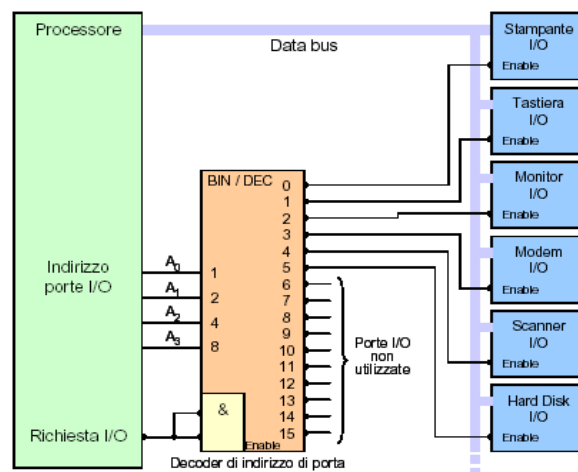 Processore
Data bus
Stampante
I/O
Enable
Tastiera
I/O
Enable
Monitor
I/O
Enable
Modem
I/O
Enable
Scanner
I/O
Enable
Hard Disk
I/O
Enable
BIN / DEC
0
1
2
3
4
5
6
7
8
9
10
11
12
13
14
15
Indirizzo
porte I/O
A0
A1
A2
A3
1
2
4
8
Porte I/O
non
utilizzate
&
Enable
Richiesta I/O
Decoder di indirizzo di porta